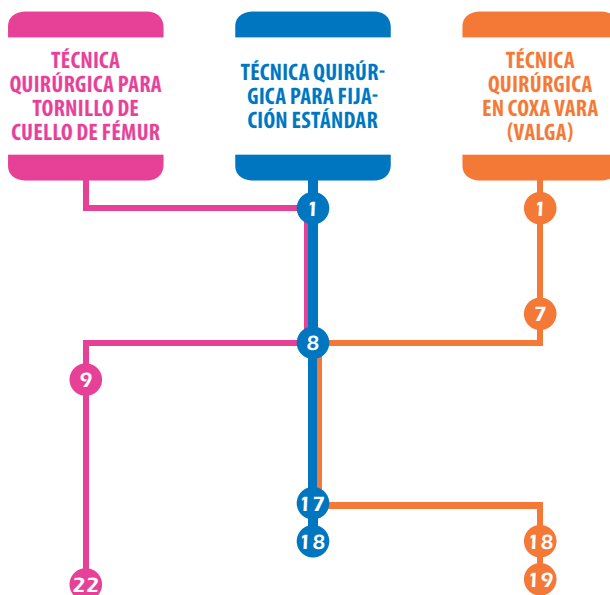 TÉCNICA
QUIRÚRGICA PARA
TORNILLO DE
CUELLO DE FÉMUR
TÉCNICA QUIRÚR-
GICA PARA FIJA-
CIÓN ESTÁNDAR
TÉCNICA
QUIRÚRGICA
EN COXA VARA
(VALGA)
1
1
7
8
9
17
18
18
19
22